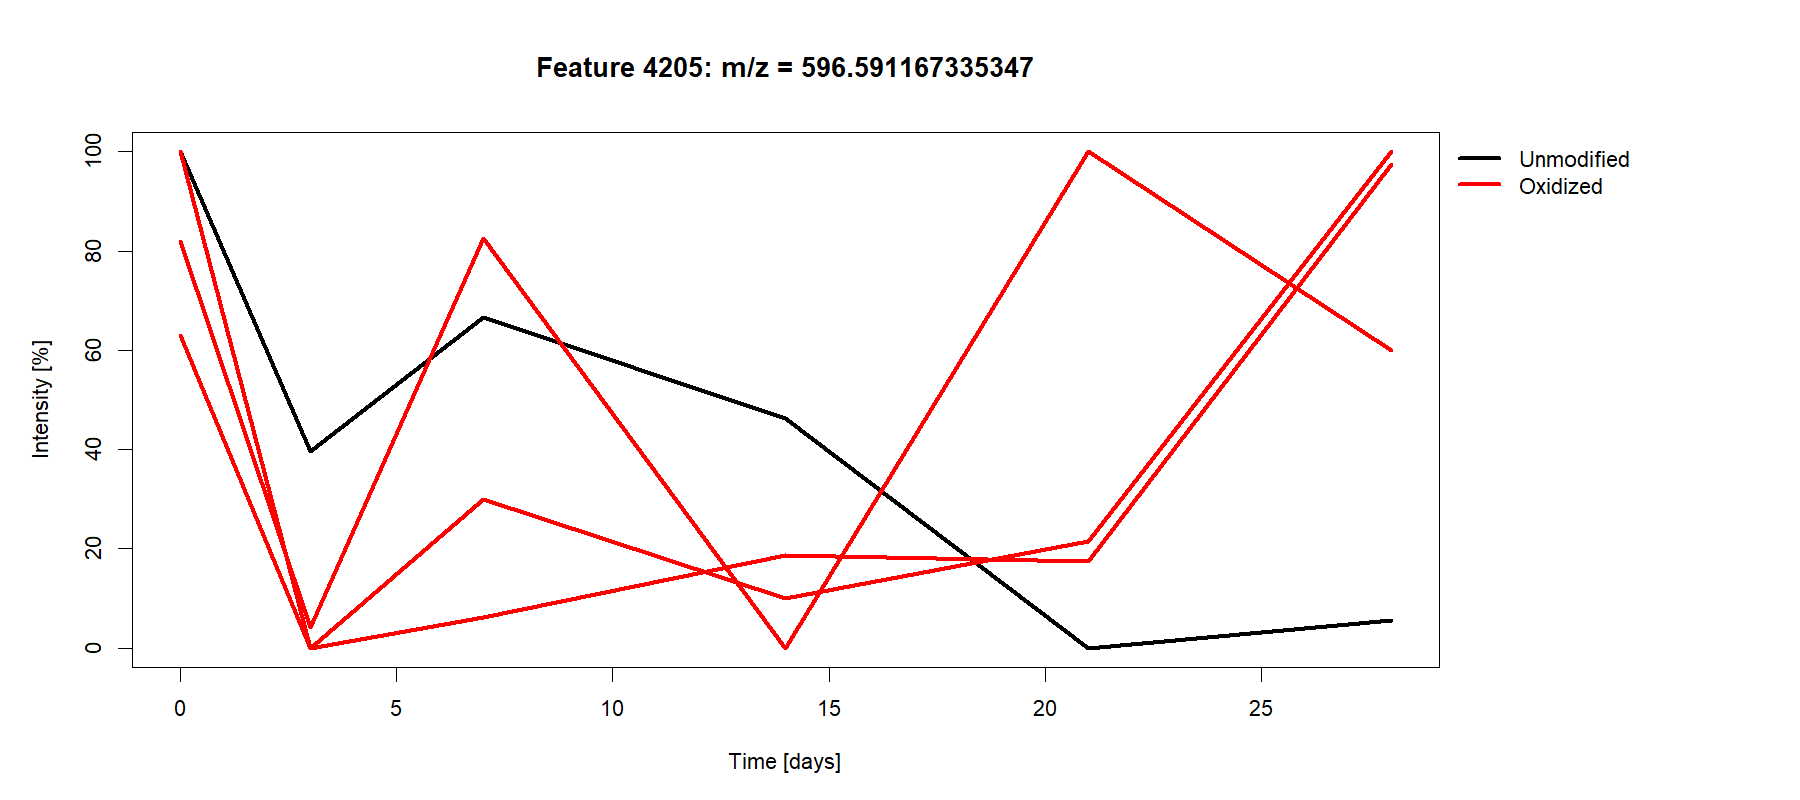 Feature 4205: m/z = 596.591167335347
Unmodified
Oxidized
Intensity [%]
100
80
60
40
20
0
0 5 10 15 20 25
Time [days]